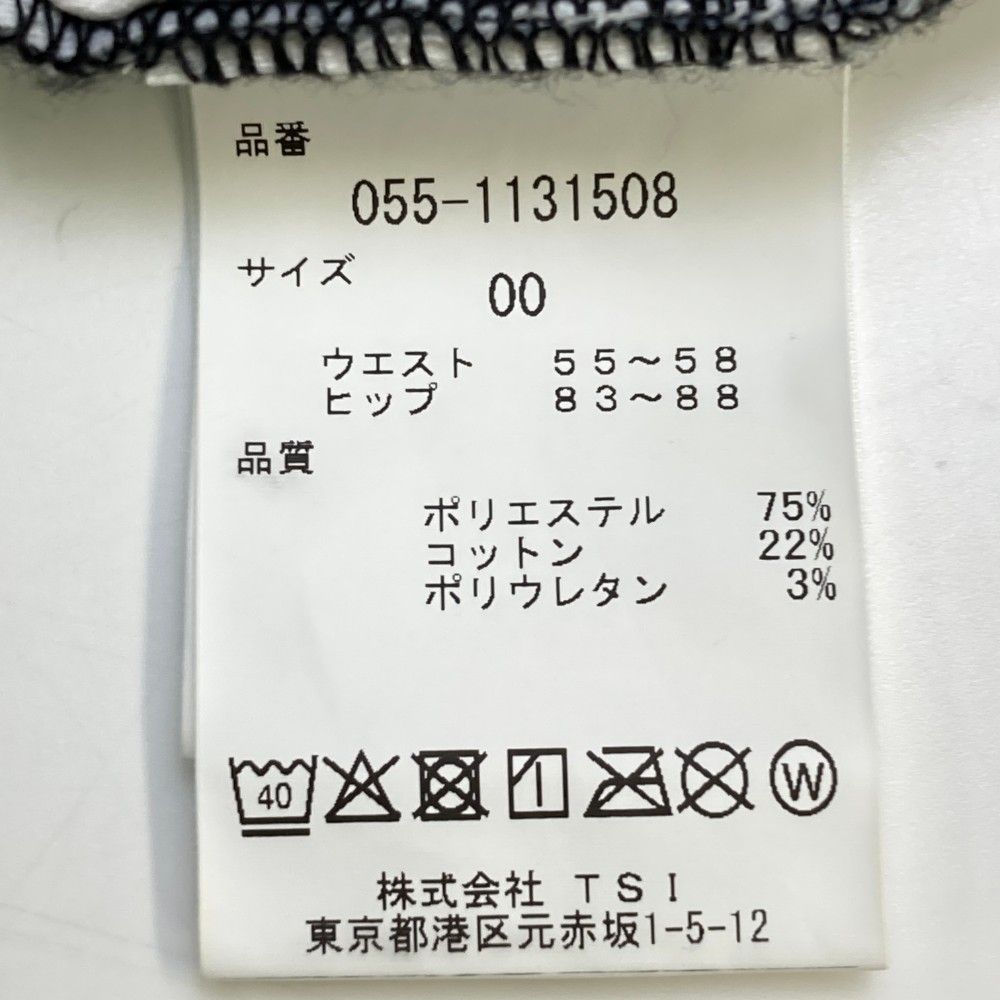 品番
055-1131508
サイズ
00
ウエスト 55～58
ヒップ 83～88
品質
ポリエステル 75%
コットン 22%
ポリウレタン 3%
40 W
株式会社 TSI
東京都港区元赤坂1-5-12